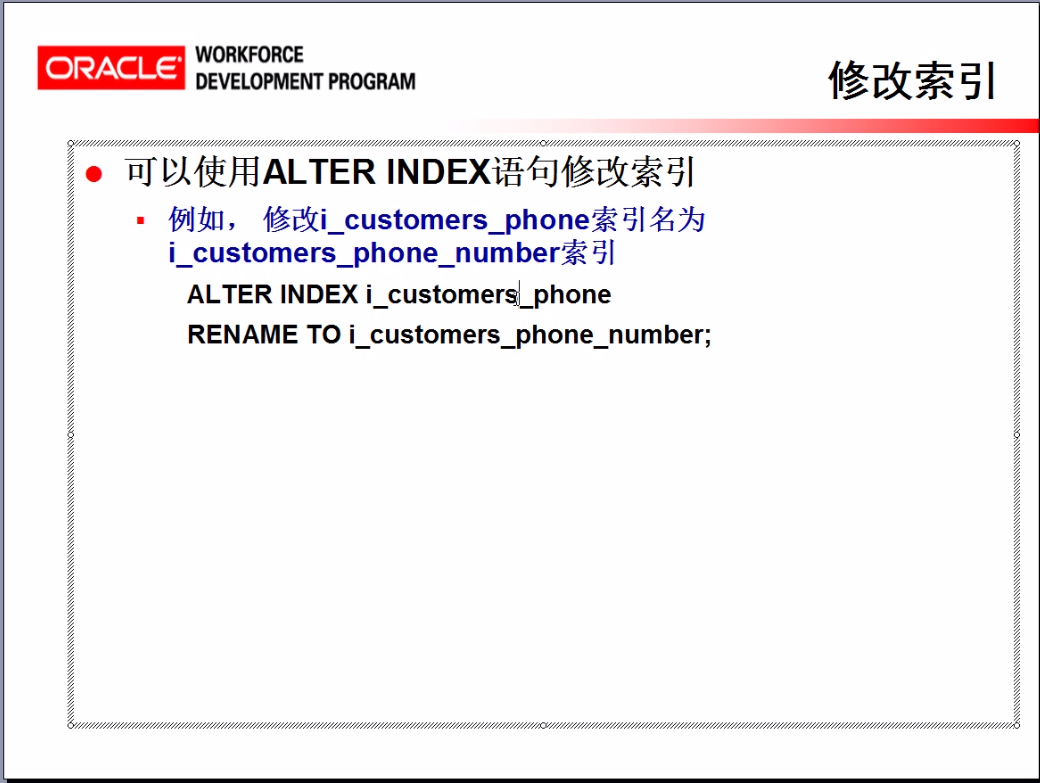 ORACLE
WORKFORCE
DEVELOPMENT PROGRAM
修改索引
可以使用ALTER INDEX语句修改索引
例如， 修改i_customers_phone索引名为
i_customers_phone_number索引
ALTER INDEX i_customers_phone
RENAME TO i_customers_phone_number;